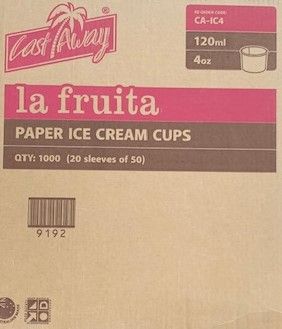 Cast Away
RE-ORDER CODE:
CA-IC4
120ml
4oz
la fruita
PAPER ICE CREAM CUPS
QTY: 1000 (20 sleeves of 50)
9192